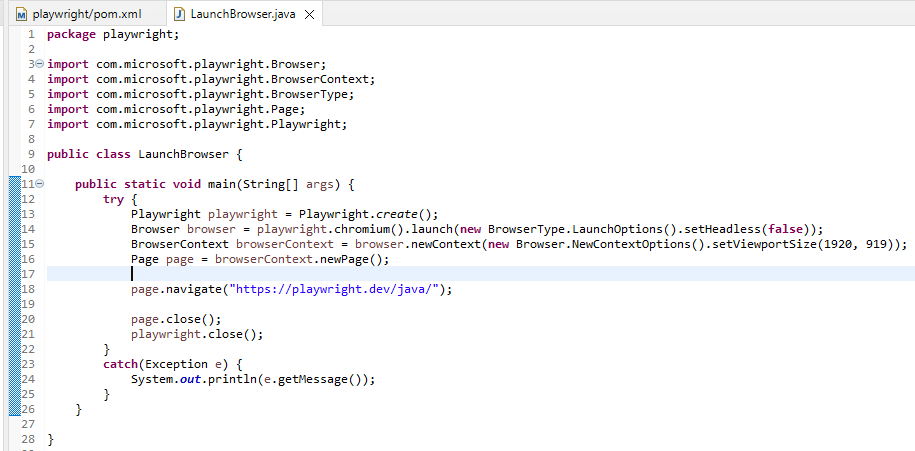 playwright/pom.xml LaunchBrowser.java
1 package playwright;
2
3 import com.microsoft.playwright.Browser;
4 import com.microsoft.playwright.BrowserContext;
5 import com.microsoft.playwright.BrowserType;
6 import com.microsoft.playwright.Page;
7 import com.microsoft.playwright.Playwright;
8
9 public class LaunchBrowser {
10
11     public static void main(String[] args) {
12         try {
13             Playwright playwright = Playwright.create();
14             Browser browser = playwright.chromium().launch(new BrowserType.LaunchOptions().setHeadless(false));
15             BrowserContext browserContext = browser.newContext(new Browser.NewContextOptions().setViewportSize(1920, 919));
16             Page page = browserContext.newPage();
17
18             page.navigate("https://playwright.dev/java/");
19
20             page.close();
21             playwright.close();
22         }
23         catch(Exception e) {
24             System.out.println(e.getMessage());
25         }
26     }
27
28 }